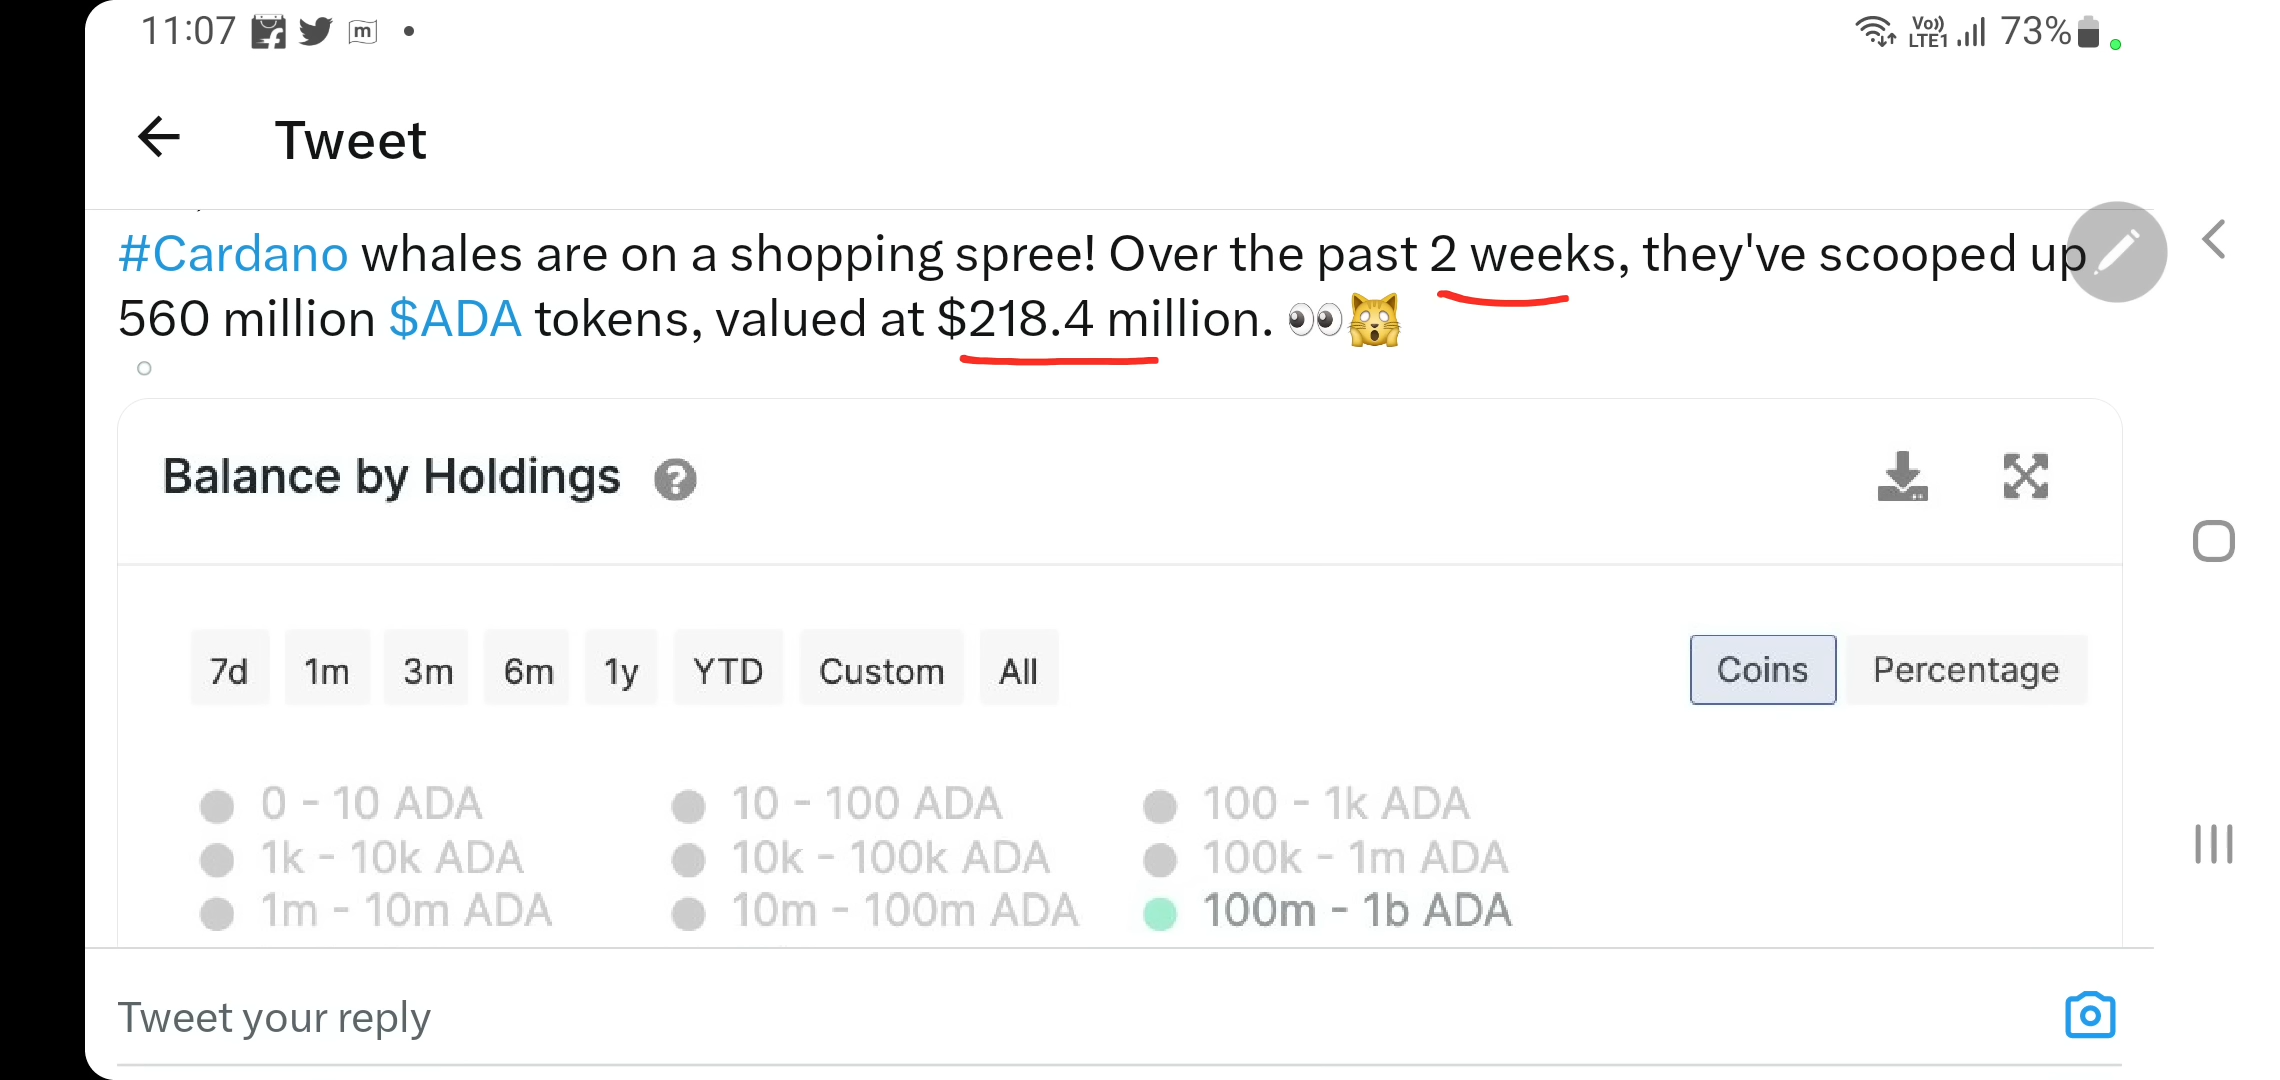 11:07 m Vo)) LTE1 73%
Tweet
#Cardano whales are on a shopping spree! Over the past 2 weeks, they've scooped up
560 million $ADA tokens, valued at $218.4 million. 👀🙀
Balance by Holdings ?
7d 1m 3m 6m 1y YTD Custom All Coins Percentage
0 - 10 ADA 10 - 100 ADA 100 - 1k ADA
1k - 10k ADA 10k - 100k ADA 100k - 1m ADA
1m - 10m ADA 10m - 100m ADA 100m - 1b ADA
Tweet your reply